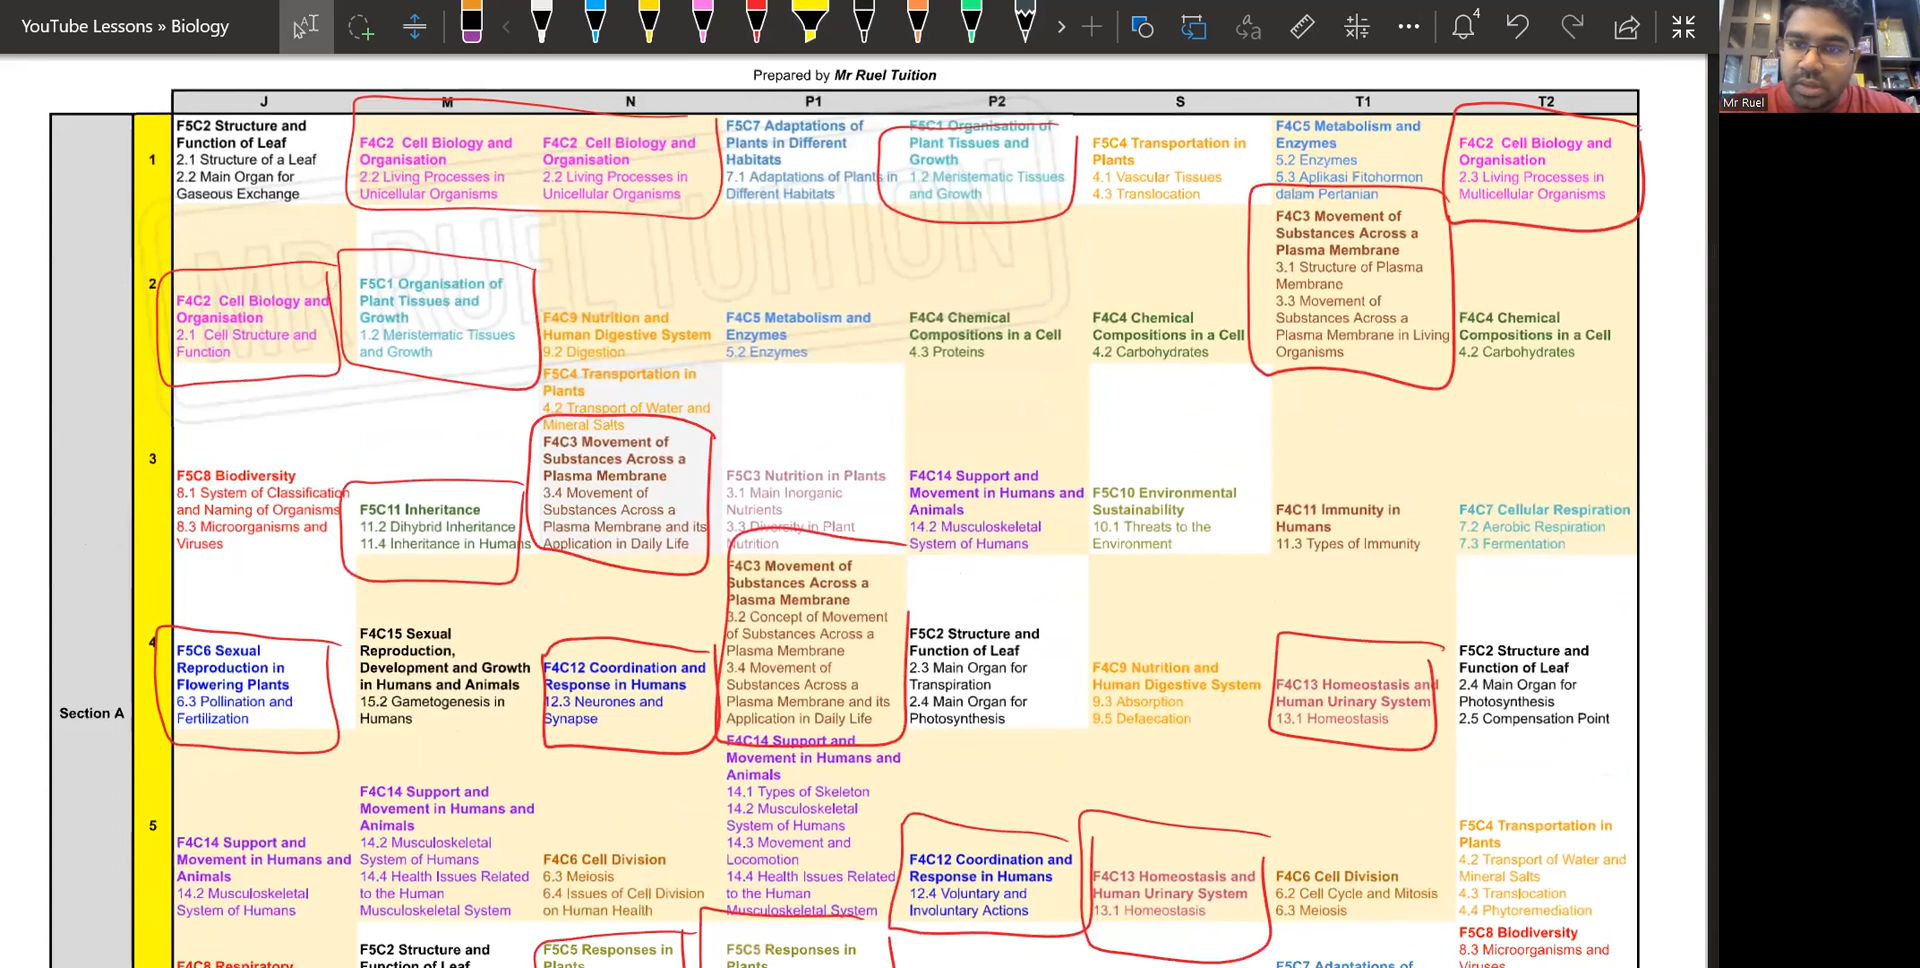 YouTube Lessons » Biology
4
Mr Ruel
Prepared by Mr Ruel Tuition
J M N P1 P2 S T1 T2
MR RUEL TUITION
Section A
1
F5C2 Structure and
Function of Leaf
2.1 Structure of a Leaf
2.2 Main Organ for
Gaseous Exchange
F4C2 Cell Biology and
Organisation
2.2 Living Processes in
Unicellular Organisms
F4C2 Cell Biology and
Organisation
2.2 Living Processes in
Unicellular Organisms
F5C7 Adaptations of
Plants in Different
Habitats
7.1 Adaptations of Plants in
Different Habitats
F5C1 Organisation of
Plant Tissues and
Growth
1.2 Meristematic Tissues
and Growth
F5C4 Transportation in
Plants
4.1 Vascular Tissues
4.3 Translocation
F4C5 Metabolism and
Enzymes
5.2 Enzymes
5.3 Aplikasi Fitohormon
dalam Pertanian
F4C2 Cell Biology and
Organisation
2.3 Living Processes in
Multicellular Organisms
2
F4C2 Cell Biology and
Organisation
2.1 Cell Structure and
Function
F5C1 Organisation of
Plant Tissues and
Growth
1.2 Meristematic Tissues
and Growth
F4C9 Nutrition and
Human Digestive System
9.2 Digestion
F4C5 Metabolism and
Enzymes
5.2 Enzymes
F4C4 Chemical
Compositions in a Cell
4.3 Proteins
F4C4 Chemical
Compositions in a Cell
4.2 Carbohydrates
F4C3 Movement of
Substances Across a
Plasma Membrane
3.1 Structure of Plasma
Membrane
3.3 Movement of
Substances Across a
Plasma Membrane in Living
Organisms
F4C4 Chemical
Compositions in a Cell
4.2 Carbohydrates
3
F5C8 Biodiversity
8.1 System of Classification
and Naming of Organisms
8.3 Microorganisms and
Viruses
F5C11 Inheritance
11.2 Dihybrid Inheritance
11.4 Inheritance in Humans
F5C4 Transportation in
Plants
4.2 Transport of Water and
Mineral Salts
F4C3 Movement of
Substances Across a
Plasma Membrane
3.4 Movement of
Substances Across a
Plasma Membrane and its
Application in Daily Life
F5C3 Nutrition in Plants
3.1 Main Inorganic
Nutrients
3.3 Diversity in Plant
Nutrition
F4C14 Support and
Movement in Humans and
Animals
14.2 Musculoskeletal
System of Humans
F5C10 Environmental
Sustainability
10.1 Threats to the
Environment
F4C11 Immunity in
Humans
11.3 Types of Immunity
F4C7 Cellular Respiration
7.2 Aerobic Respiration
7.3 Fermentation
4
F5C6 Sexual
Reproduction in
Flowering Plants
6.3 Pollination and
Fertilization
F4C15 Sexual
Reproduction,
Development and Growth
in Humans and Animals
15.2 Gametogenesis in
Humans
F4C12 Coordination and
Response in Humans
12.3 Neurones and
Synapse
F4C3 Movement of
Substances Across a
Plasma Membrane
3.2 Concept of Movement
of Substances Across a
Plasma Membrane
3.4 Movement of
Substances Across a
Plasma Membrane and its
Application in Daily Life
F5C2 Structure and
Function of Leaf
2.3 Main Organ for
Transpiration
2.4 Main Organ for
Photosynthesis
F4C9 Nutrition and
Human Digestive System
9.3 Absorption
9.5 Defaecation
F4C13 Homeostasis and
Human Urinary System
13.1 Homeostasis
F5C2 Structure and
Function of Leaf
2.4 Main Organ for
Photosynthesis
2.5 Compensation Point
5
F4C14 Support and
Movement in Humans and
Animals
14.2 Musculoskeletal
System of Humans
F4C14 Support and
Movement in Humans and
Animals
14.2 Musculoskeletal
System of Humans
14.4 Health Issues Related
to the Human
Musculoskeletal System
F4C6 Cell Division
6.3 Meiosis
6.4 Issues of Cell Division
on Human Health
F4C14 Support and
Movement in Humans and
Animals
14.1 Types of Skeleton
14.2 Musculoskeletal
System of Humans
14.3 Movement and
Locomotion
14.4 Health Issues Related
to the Human
Musculoskeletal System
F4C12 Coordination and
Response in Humans
12.4 Voluntary and
Involuntary Actions
F4C13 Homeostasis and
Human Urinary System
13.1 Homeostasis
F4C6 Cell Division
6.2 Cell Cycle and Mitosis
6.3 Meiosis
F5C4 Transportation in
Plants
4.2 Transport of Water and
Mineral Salts
4.3 Translocation
4.4 Phytoremediation
F4C8 Respiratory
F5C2 Structure and
Function of Leaf
F5C5 Responses in
Plants
F5C5 Responses in
Plants
F5C7 Adaptations of
F5C8 Biodiversity
8.3 Microorganisms and
Viruses